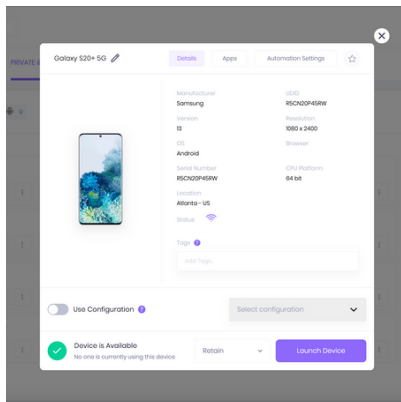 PRIVATE
Galaxy S20+ 5G
Details
Apps
Automation Settings
Manufacturer
Samsung
UDID
R5CN20P45RW
Version
13
Resolution
1080 x 2400
OS
Android
Browser
Serial Number
R5CN20P45RW
CPU Platform
64 bit
Location
Atlanta - US
Status
Tags ?
Add Tags..
Use Configuration ?
Select configuration
Device is Available
No one is currently using this device
Retain
Launch Device